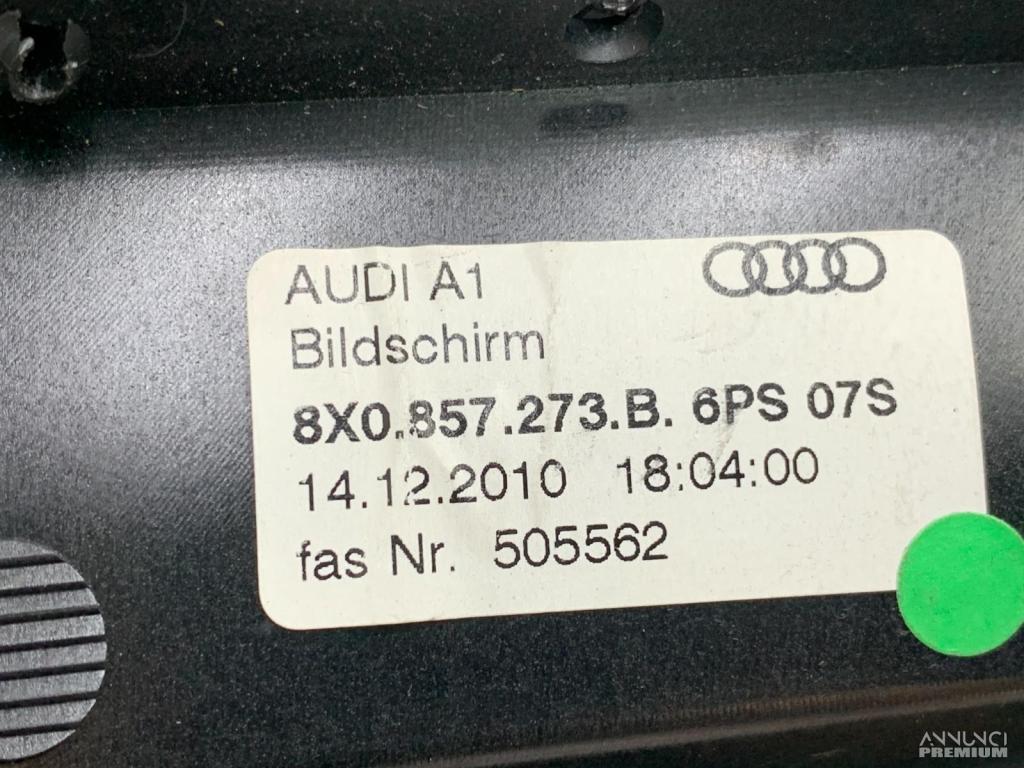 AUDI A1
Bildschirm
8X0.857.273.B. 6PS 07S
14.12.2010 18:04:00
fas Nr. 505562
ANNUNCI
PREMIUM